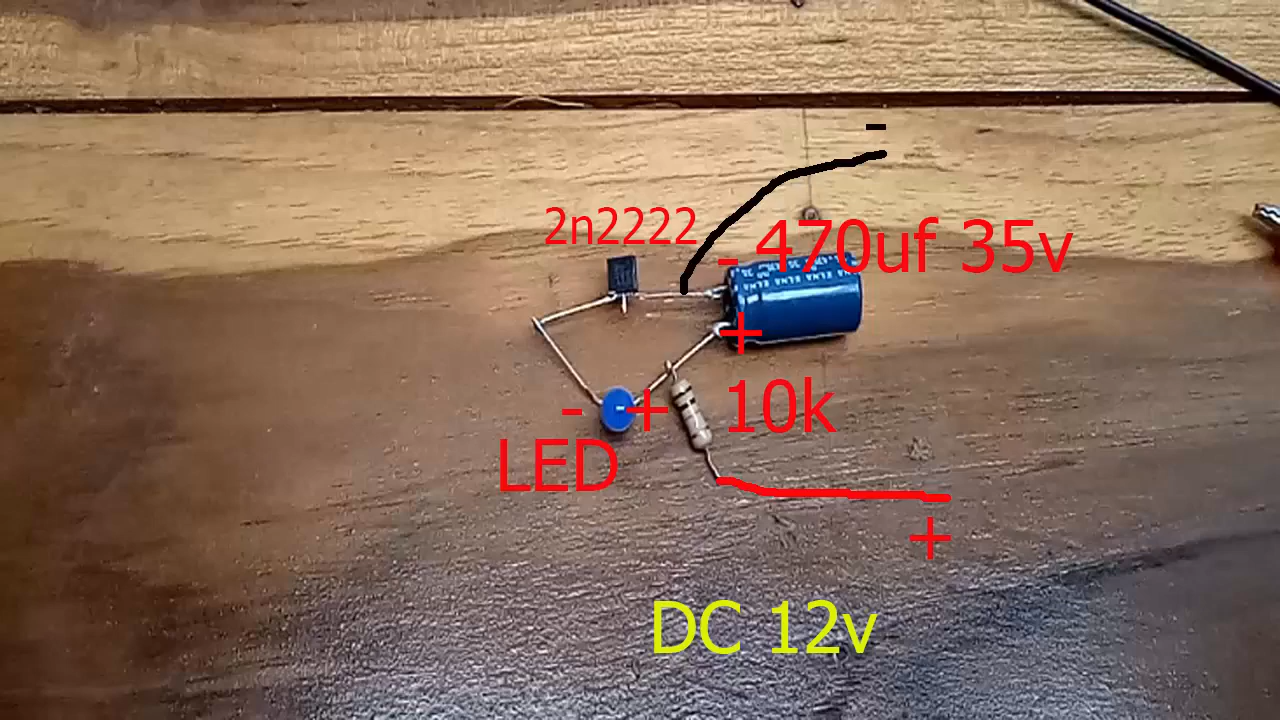 -
2n2222
- 470uf 35v
+
- + 10k
LED
+
DC 12v